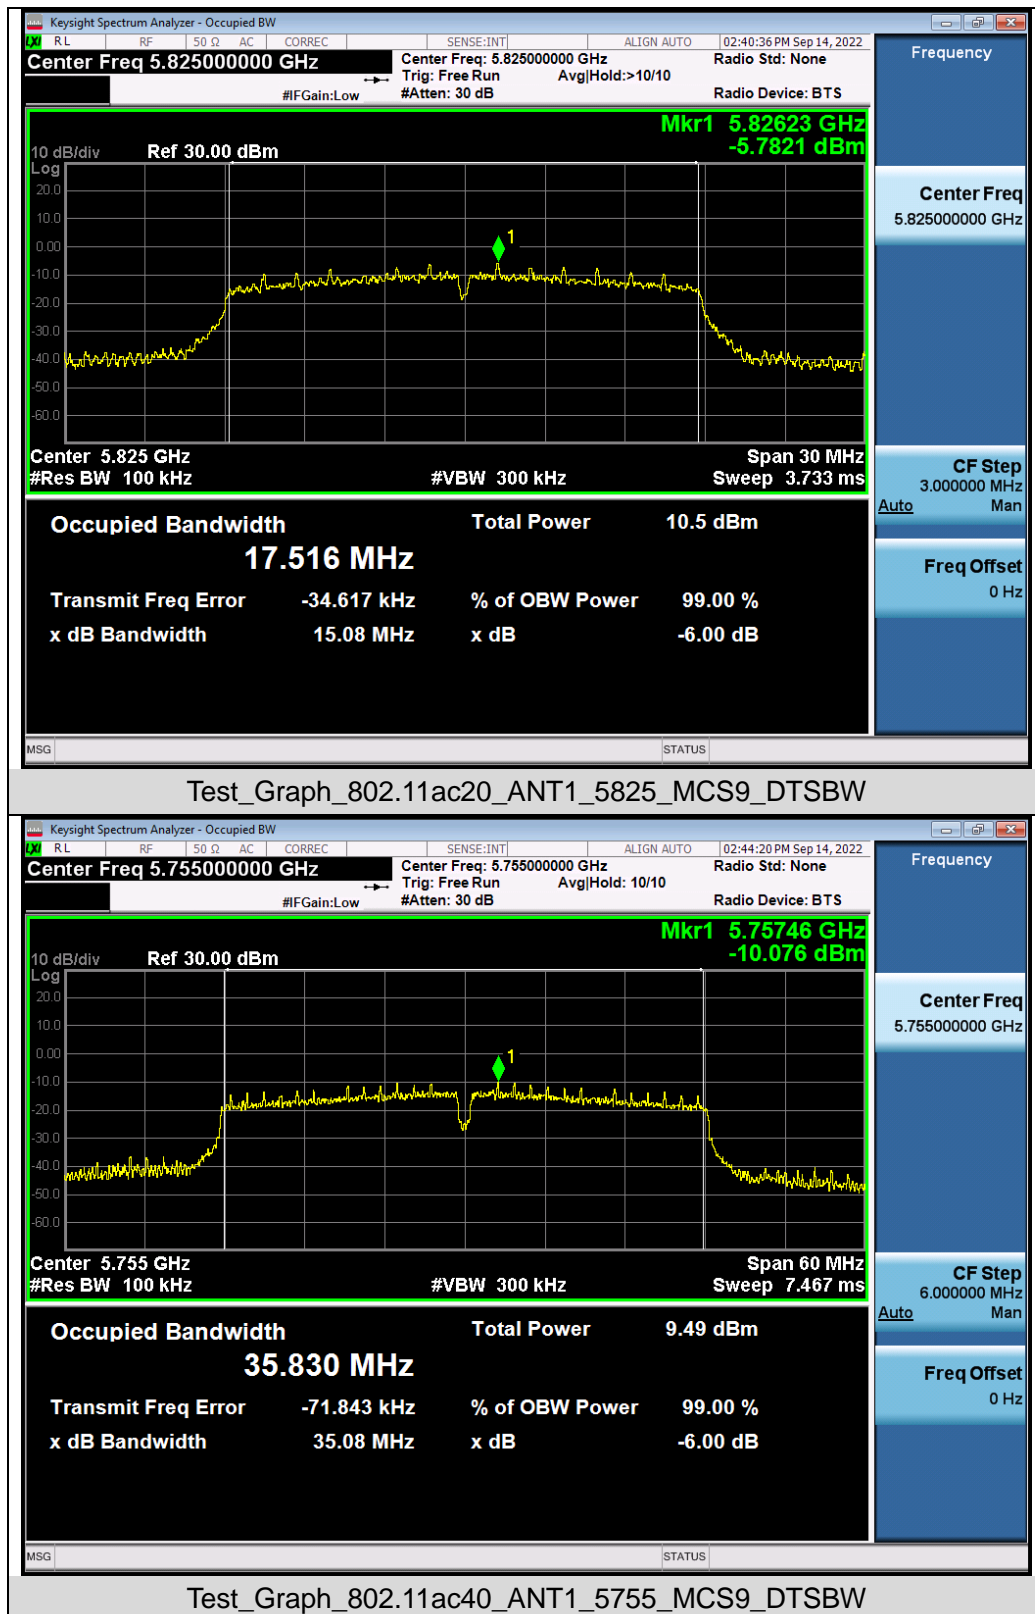 Keysight Spectrum Analyzer - Occupied BW
LXI RL RF 50 Ω AC CORREC SENSE:INT ALIGN AUTO 02:40:36 PM Sep 14, 2022
Center Freq 5.825000000 GHz Center Freq: 5.825000000 GHz Radio Std: None Frequency
Trig: Free Run Avg|Hold:>10/10
#IFGain:Low #Atten: 30 dB Radio Device: BTS
Mkr1 5.82623 GHz
10 dB/div Ref 30.00 dBm -5.7821 dBm
Log
20.0
10.0
0.00
-10.0
-20.0
-30.0
-40.0
-50.0
-60.0
1
Center Freq
5.825000000 GHz
Center 5.825 GHz Span 30 MHz
#Res BW 100 kHz #VBW 300 kHz Sweep 3.733 ms
CF Step
3.000000 MHz
Auto Man
Freq Offset
0 Hz
Occupied Bandwidth Total Power 10.5 dBm
17.516 MHz
Transmit Freq Error -34.617 kHz % of OBW Power 99.00 %
x dB Bandwidth 15.08 MHz x dB -6.00 dB
MSG STATUS
Test_Graph_802.11ac20_ANT1_5825_MCS9_DTSBW
Keysight Spectrum Analyzer - Occupied BW
LXI RL RF 50 Ω AC CORREC SENSE:INT ALIGN AUTO 02:44:20 PM Sep 14, 2022
Center Freq 5.755000000 GHz Center Freq: 5.755000000 GHz Radio Std: None Frequency
Trig: Free Run Avg|Hold: 10/10
#IFGain:Low #Atten: 30 dB Radio Device: BTS
Mkr1 5.75746 GHz
10 dB/div Ref 30.00 dBm -10.076 dBm
Log
20.0
10.0
0.00
-10.0
-20.0
-30.0
-40.0
-50.0
-60.0
1
Center Freq
5.755000000 GHz
Center 5.755 GHz Span 60 MHz
#Res BW 100 kHz #VBW 300 kHz Sweep 7.467 ms
CF Step
6.000000 MHz
Auto Man
Freq Offset
0 Hz
Occupied Bandwidth Total Power 9.49 dBm
35.830 MHz
Transmit Freq Error -71.843 kHz % of OBW Power 99.00 %
x dB Bandwidth 35.08 MHz x dB -6.00 dB
MSG STATUS
Test_Graph_802.11ac40_ANT1_5755_MCS9_DTSBW